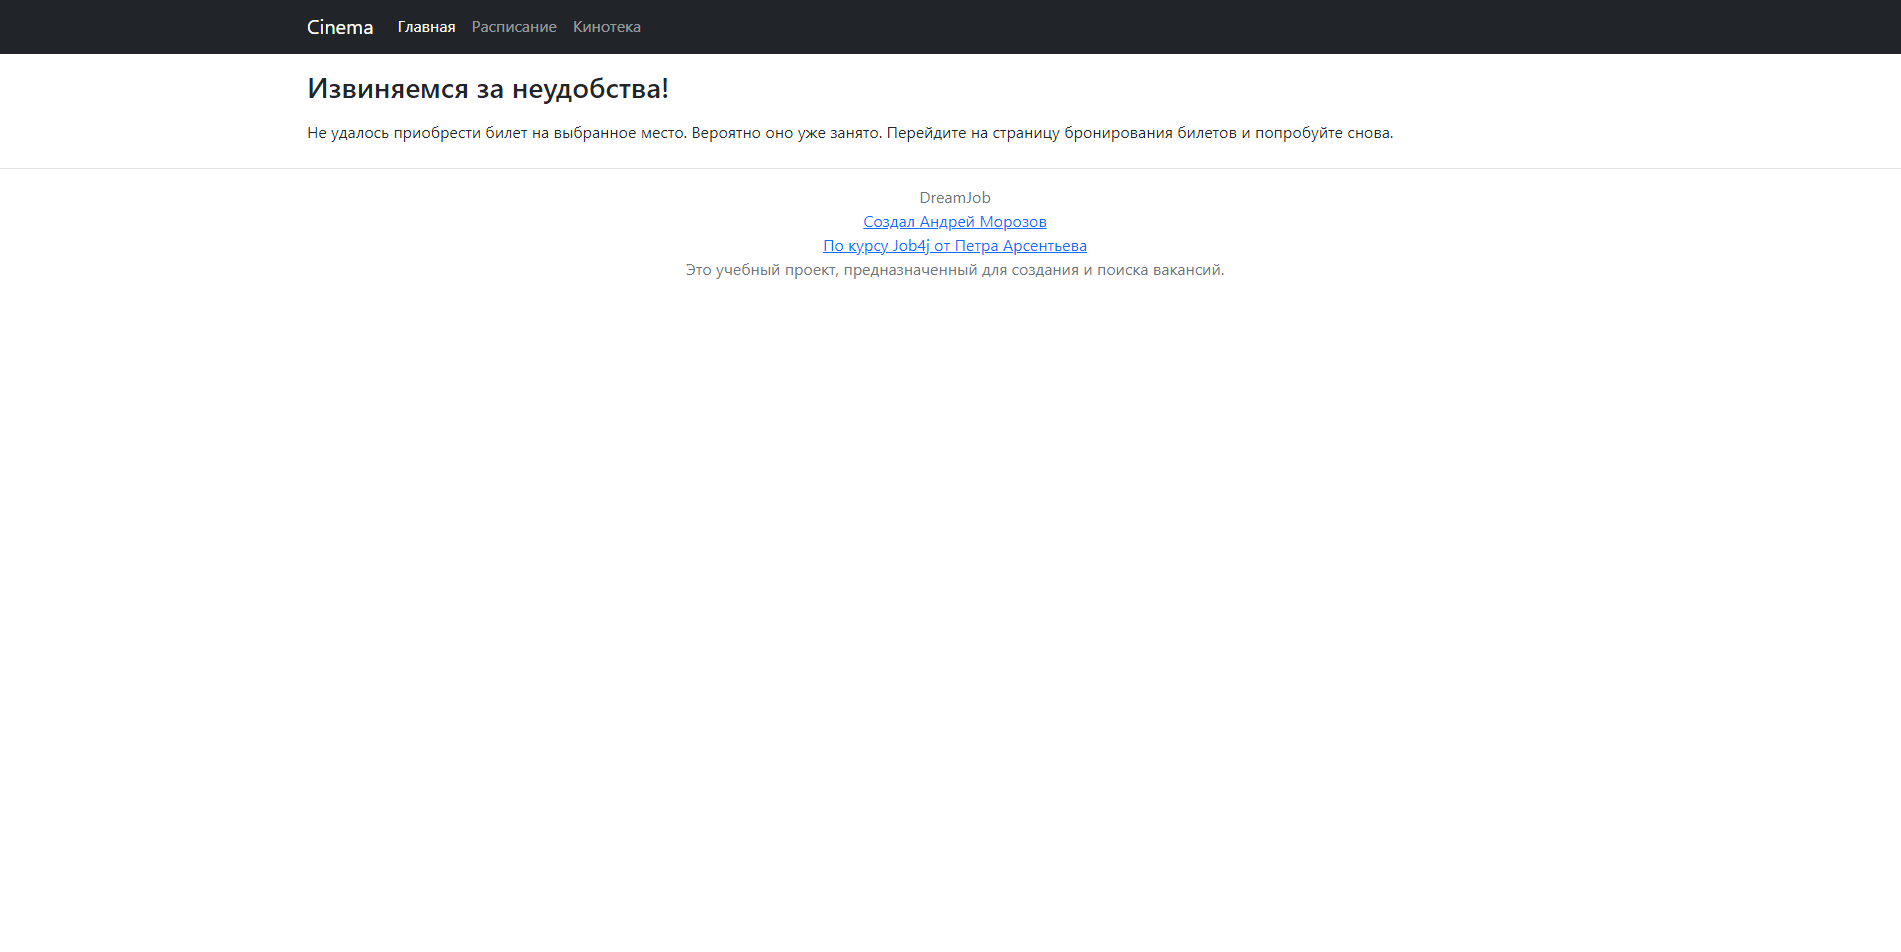 Cinema Главная Расписание Кинотека
Извиняемся за неудобства!
Не удалось приобрести билет на выбранное место. Вероятно оно уже занято. Перейдите на страницу бронирования билетов и попробуйте снова.
DreamJob
Создал Андрей Морозов
По курсу Job4j от Петра Арсентьева
Это учебный проект, предназначенный для создания и поиска вакансий.